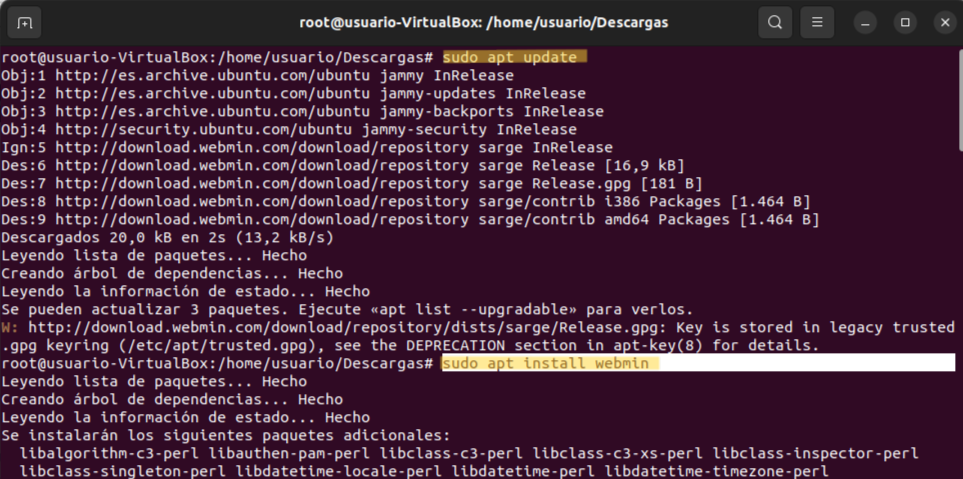 root@usuario-VirtualBox: /home/usuario/Descargas
root@usuario-VirtualBox:/home/usuario/Descargas# sudo apt update
Obj:1 http://es.archive.ubuntu.com/ubuntu jammy InRelease
Obj:2 http://es.archive.ubuntu.com/ubuntu jammy-updates InRelease
Obj:3 http://es.archive.ubuntu.com/ubuntu jammy-backports InRelease
Obj:4 http://security.ubuntu.com/ubuntu jammy-security InRelease
Ign:5 http://download.webmin.com/download/repository sarge InRelease
Des:6 http://download.webmin.com/download/repository sarge Release [16,9 kB]
Des:7 http://download.webmin.com/download/repository sarge Release.gpg [181 B]
Des:8 http://download.webmin.com/download/repository sarge/contrib i386 Packages [1.464 B]
Des:9 http://download.webmin.com/download/repository sarge/contrib amd64 Packages [1.464 B]
Descargados 20,0 kB en 2s (13,2 kB/s)
Leyendo lista de paquetes... Hecho
Creando árbol de dependencias... Hecho
Leyendo la información de estado... Hecho
Se pueden actualizar 3 paquetes. Ejecute «apt list --upgradable» para verlos.
W: http://download.webmin.com/download/repository/dists/sarge/Release.gpg: Key is stored in legacy trusted
.gpg keyring (/etc/apt/trusted.gpg), see the DEPRECATION section in apt-key(8) for details.
root@usuario-VirtualBox:/home/usuario/Descargas# sudo apt install webmin
Leyendo lista de paquetes... Hecho
Creando árbol de dependencias... Hecho
Leyendo la información de estado... Hecho
Se instalarán los siguientes paquetes adicionales:
libalgorithm-c3-perl libauthen-pam-perl libclass-c3-perl libclass-c3-xs-perl libclass-inspector-perl
libclass-singleton-perl libdatetime-locale-perl libdatetime-perl libdatetime-timezone-perl